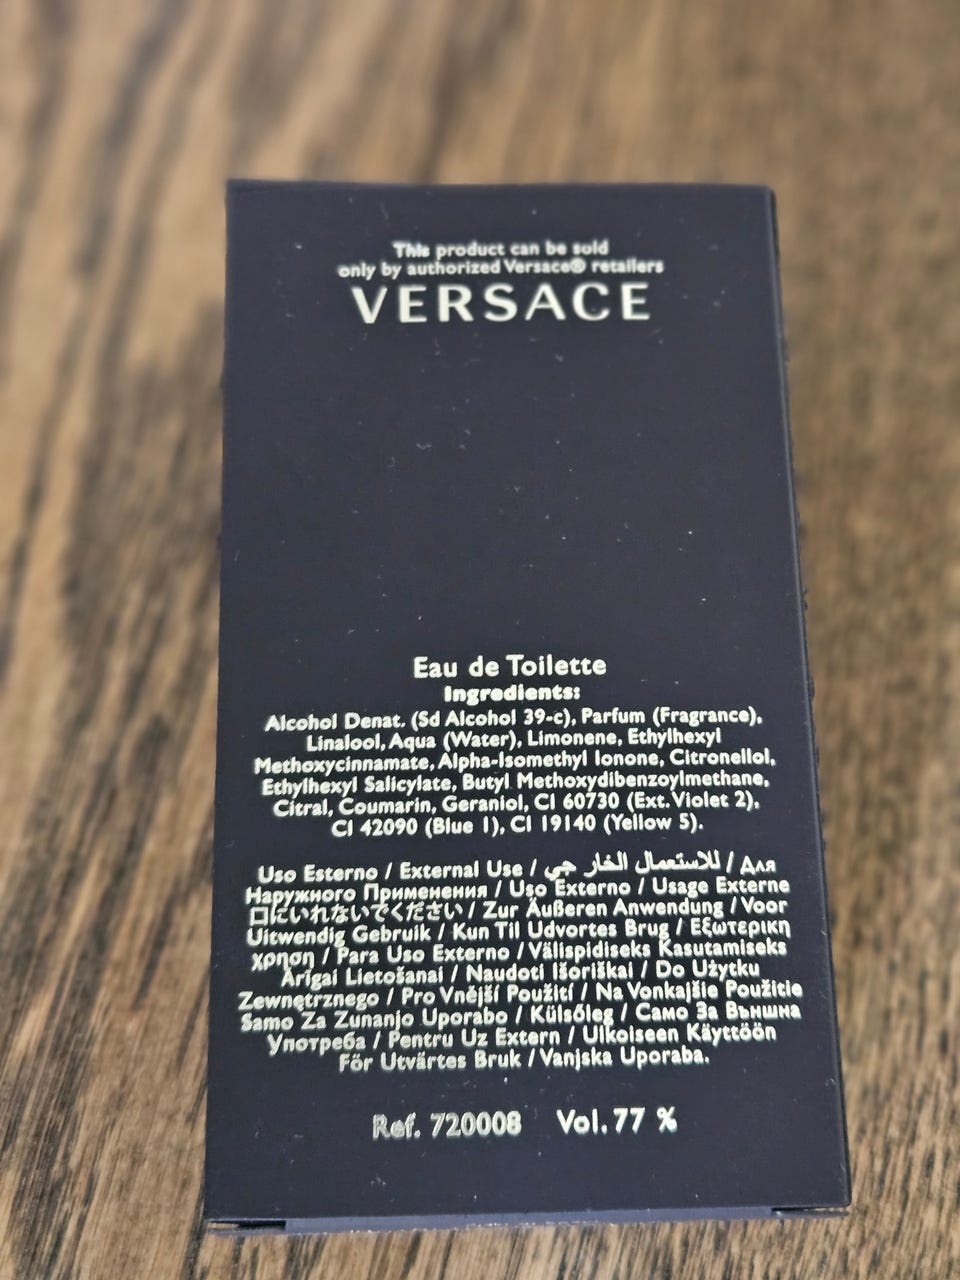 This product can be sold
only by authorized Versace® retailers
VERSACE
Eau de Toilette
Ingredients:
Alcohol Denat. (Sd Alcohol 39-c), Parfum (Fragrance),
Linalool, Aqua (Water), Limonene, Ethylhexyl
Methoxycinnamate, Alpha-Isomethyl Ionone, Citronellol,
Ethylhexyl Salicylate, Butyl Methoxydibenzoylmethane,
Citral, Coumarin, Geraniol, CI 60730 (Ext. Violet 2),
CI 42090 (Blue 1), CI 19140 (Yellow 5).
Uso Esterno / External Use / للاستعمال الخار جي / Для
Наружного Применения / Uso Externo / Usage Externe
口にいれないでください / Zur Äußeren Anwendung / Voor
Uitwendig Gebruik / Kun Til Udvortes Brug / Εξωτερικη
χρηση / Para Uso Externo / Välispidiseks Kasutamiseks
Ārīgai Lietošanai / Naudoti Išoriškai / Do Użytku
Zewnętrznego / Pro Vnější Použití / Na Vonkajšie Použitie
Samo Za Zunanjo Uporabo / Külsőleg / Само За Външна
Употреба / Pentru Uz Extern / Ulkoiseen Käyttöön
För Utvärtes Bruk / Vanjska Uporaba.
Ref. 720008 Vol. 77 %